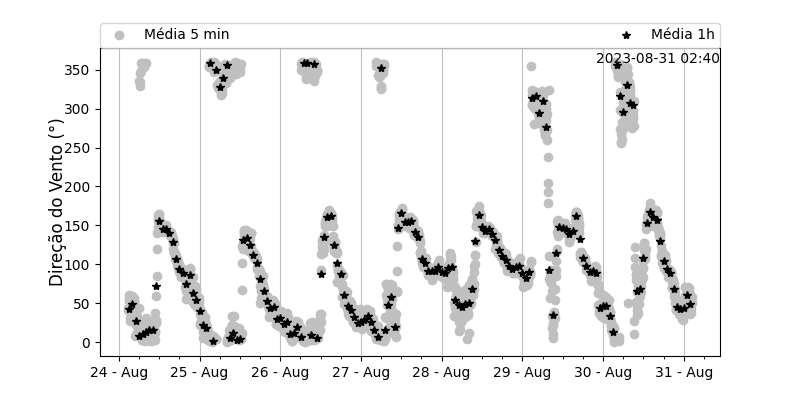 Média 5 min
Média 1h
2023-08-31 02:40
Direção do Vento (°)
350
300
250
200
150
100
50
0
24 - Aug
25 - Aug
26 - Aug
27 - Aug
28 - Aug
29 - Aug
30 - Aug
31 - Aug